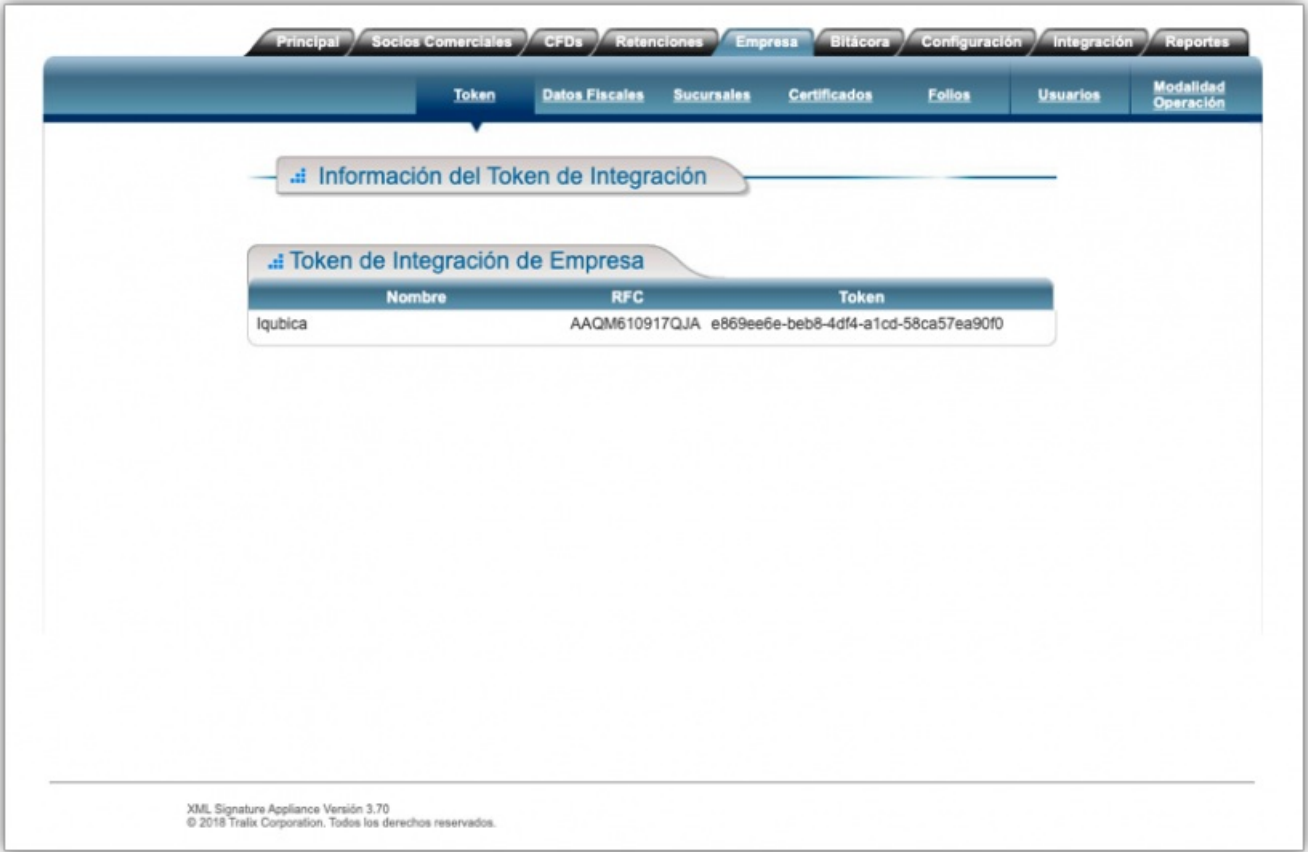 Principal Socios Comerciales CFDs Retenciones Empresa Bitácora Configuración Integración Reportes
Token Datos Fiscales Sucursales Certificados Folios Usuarios Modalidad Operación
Información del Token de Integración
Token de Integración de Empresa
Nombre RFC Token
Iqubica AAQM610917QJA e869ee6e-beb8-4df4-a1cd-58ca57ea90f0
XML Signature Appliance Versión 3.70
© 2018 Tralix Corporation. Todos los derechos reservados.